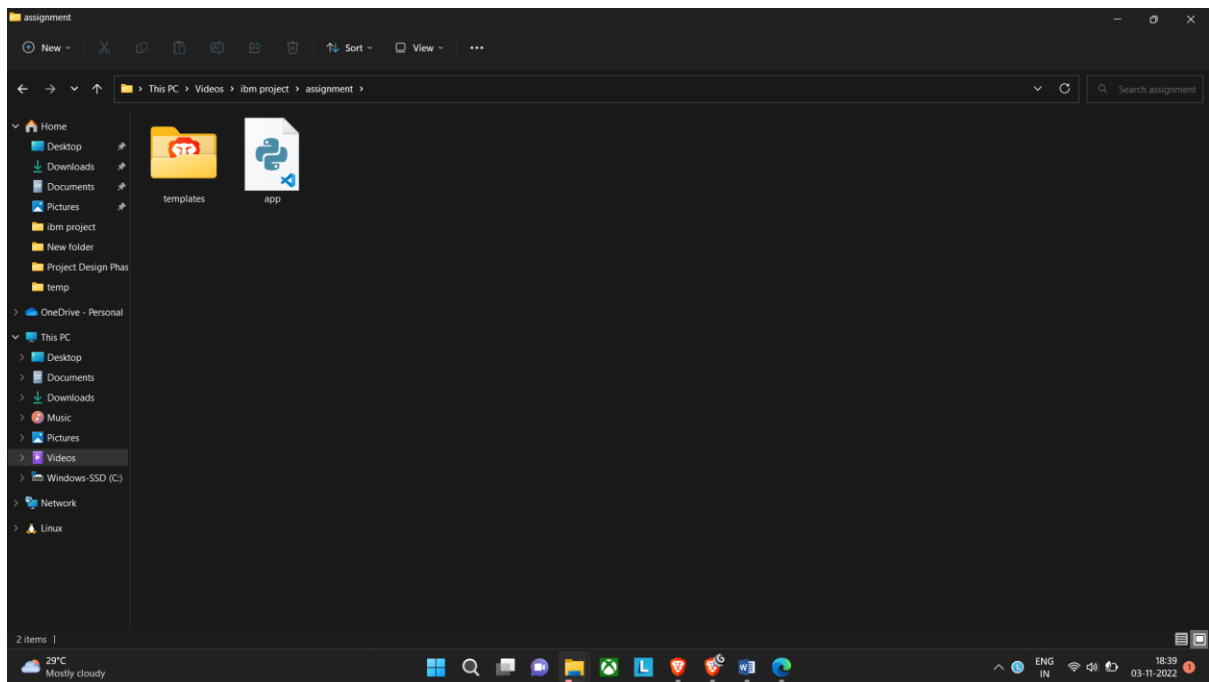 assignment
New
Sort
View
This PC > Videos > ibm project > assignment >
Search assignment
Home
Desktop
Downloads
Documents
Pictures
ibm project
New folder
Project Design Phas
temp
OneDrive - Personal
This PC
Desktop
Documents
Downloads
Music
Pictures
Videos
Windows-SSD (C:)
Network
Linux
templates
app
2 items
29°C
Mostly cloudy
L
W
G
ENG
IN
18:39
03-11-2022
1